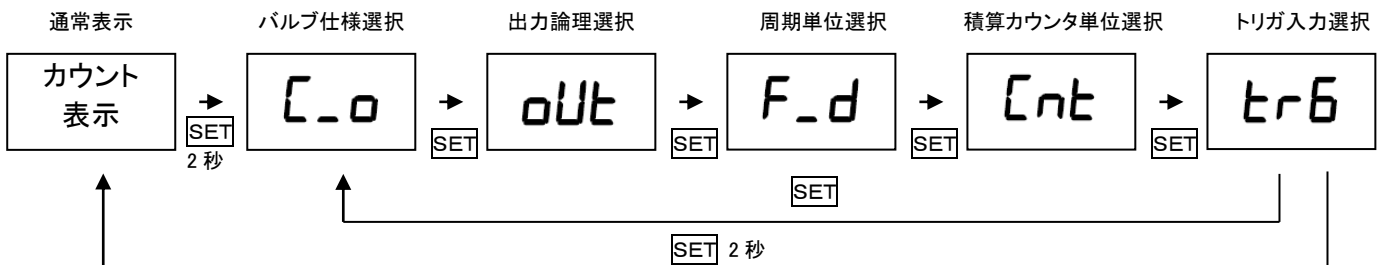 通常表示
バルブ仕様選択
出力論理選択
周期単位選択
積算カウンタ単位選択
トリガ入力選択
カウント
表示
C_o
oUt
F_d
Cnt
trG
SET
2 秒
SET
SET
SET
SET
SET
SET 2 秒